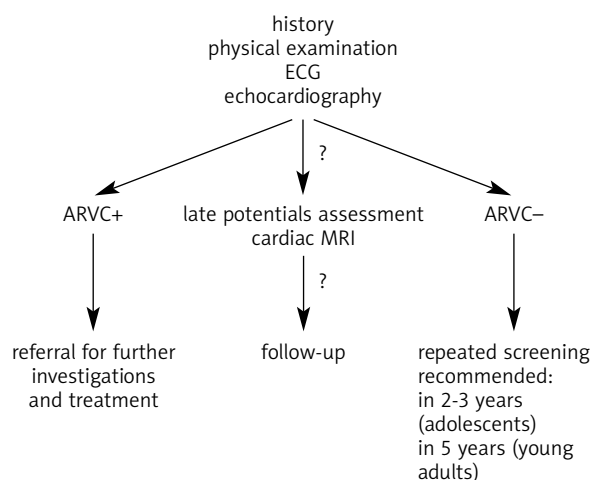 history
physical examination
ECG
echocardiography
?
ARVC+
late potentials assessment
cardiac MRI
ARVC–
?
referral for further
investigations
and treatment
follow-up
repeated screening
recommended:
in 2-3 years
(adolescents)
in 5 years (young
adults)